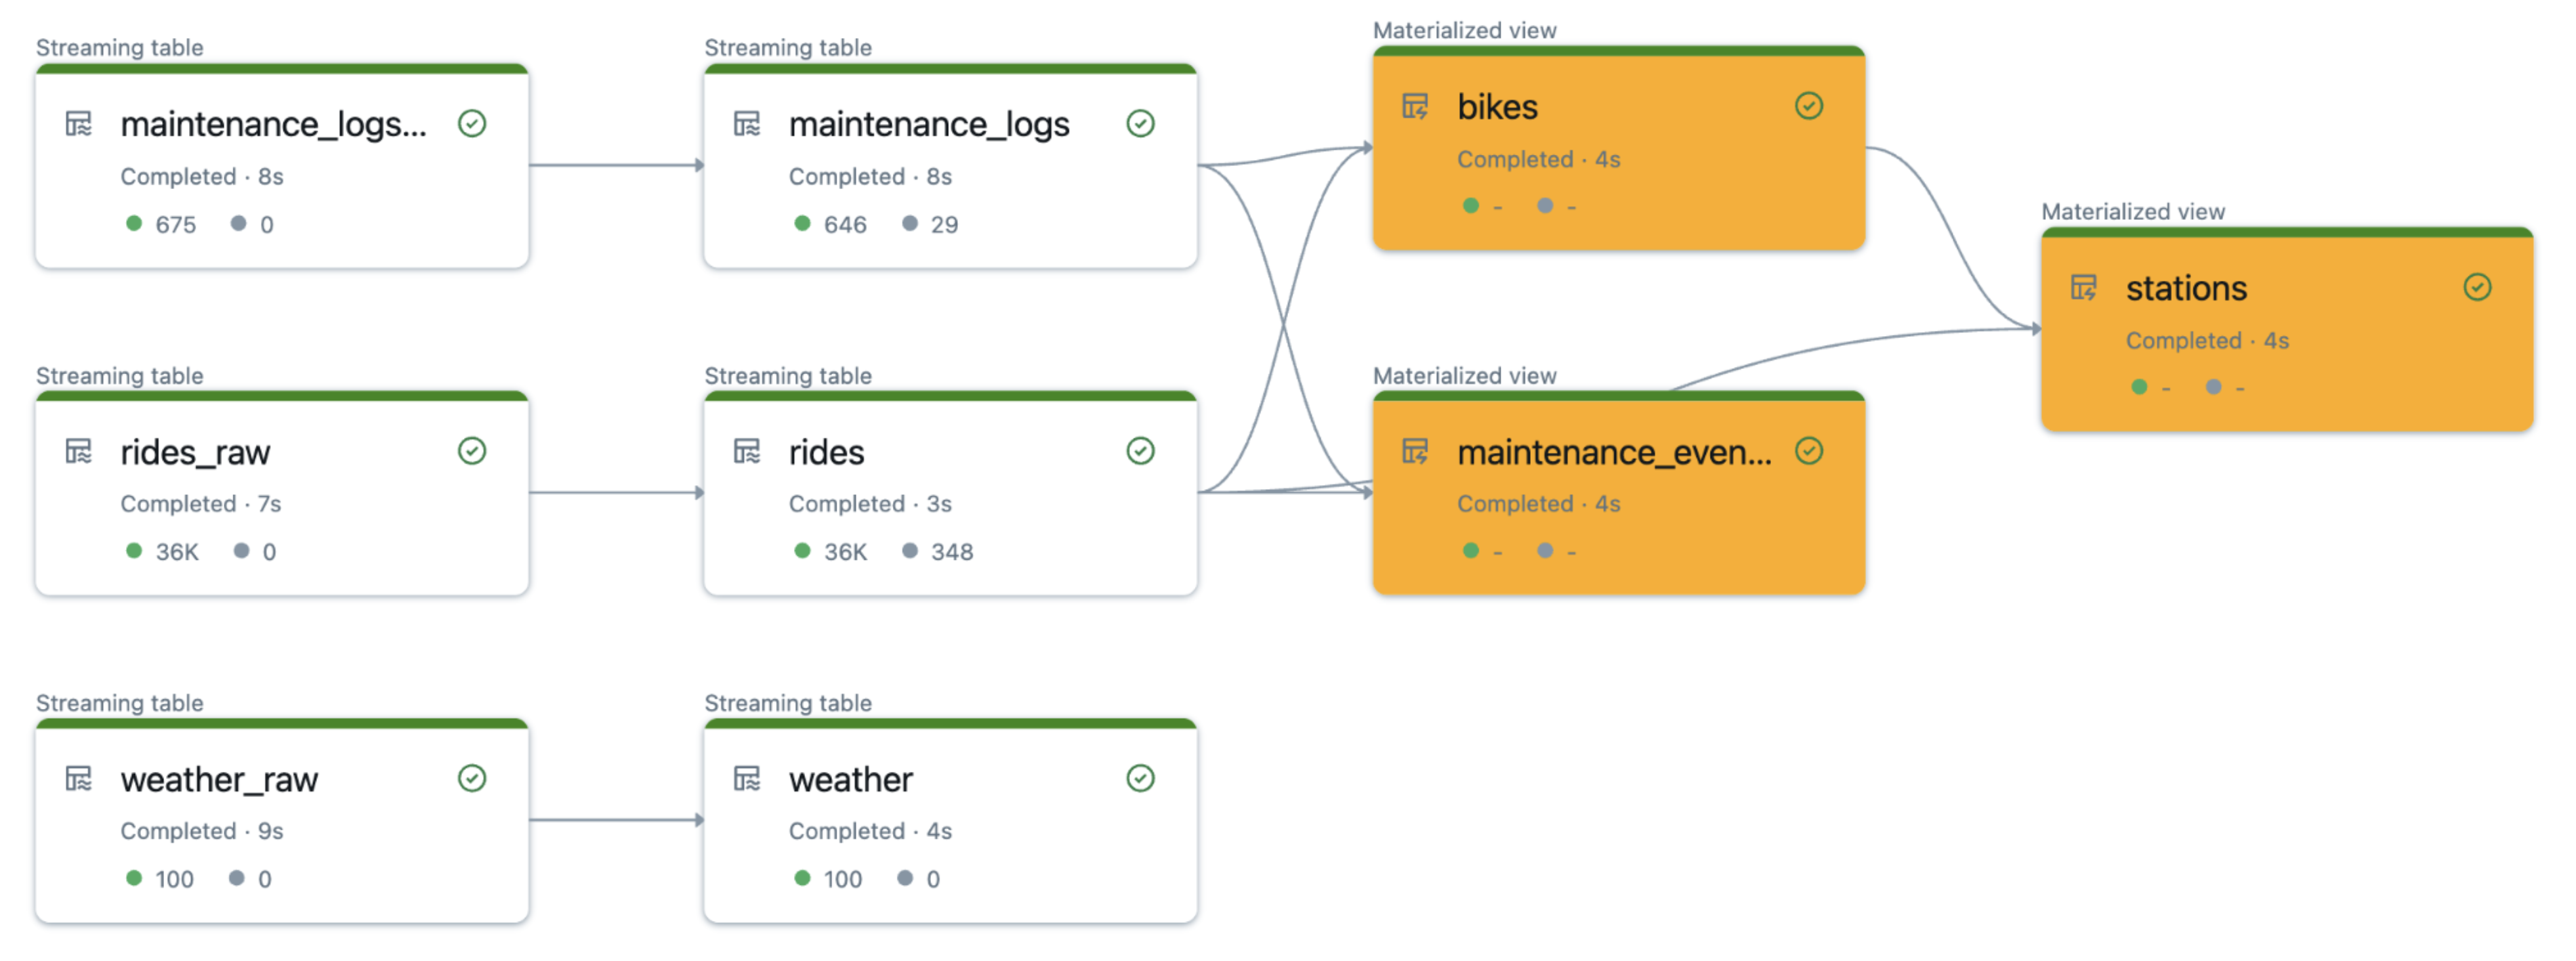 Streaming table
maintenance_logs...
Completed · 8s
675 0
Streaming table
maintenance_logs
Completed · 8s
646 29
Materialized view
bikes
Completed · 4s
- -
Materialized view
stations
Completed · 4s
- -
Streaming table
rides_raw
Completed · 7s
36K 0
Streaming table
rides
Completed · 3s
36K 348
Materialized view
maintenance_even...
Completed · 4s
- -
Streaming table
weather_raw
Completed · 9s
100 0
Streaming table
weather
Completed · 4s
100 0